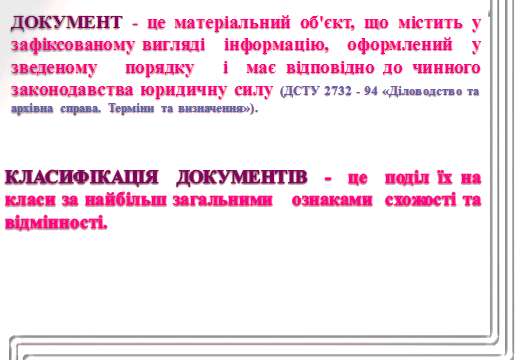 ДОКУМЕНТ - це матеріальний об'єкт, що містить у
зафіксованому вигляді інформацію, оформлений у
зведеному порядку і має відповідно до чинного
законодавства юридичну силу (ДСТУ 2732 - 94 «Діловодство та
архівна справа. Терміни та визначення»).
КЛАСИФІКАЦІЯ ДОКУМЕНТІВ - це поділ їх на
класи за найбільш загальними ознаками схожості та
відмінності.